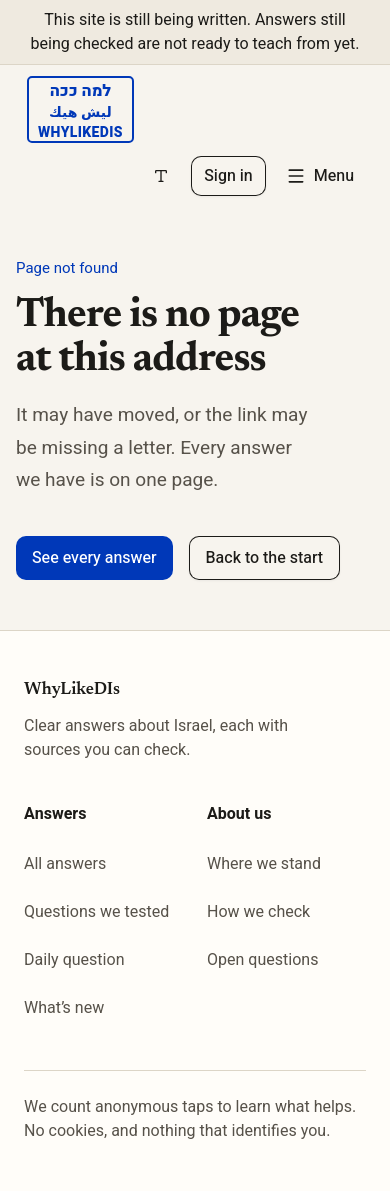 This site is still being written. Answers still
being checked are not ready to teach from yet.
למה ככה
ليش هيك
WHYLIKEDIS
T
Sign in
Menu
Page not found
There is no page
at this address
It may have moved, or the link may
be missing a letter. Every answer
we have is on one page.
See every answer
Back to the start
WhyLikeDIs
Clear answers about Israel, each with
sources you can check.
Answers
About us
All answers
Where we stand
Questions we tested
How we check
Daily question
Open questions
What’s new
We count anonymous taps to learn what helps.
No cookies, and nothing that identifies you.